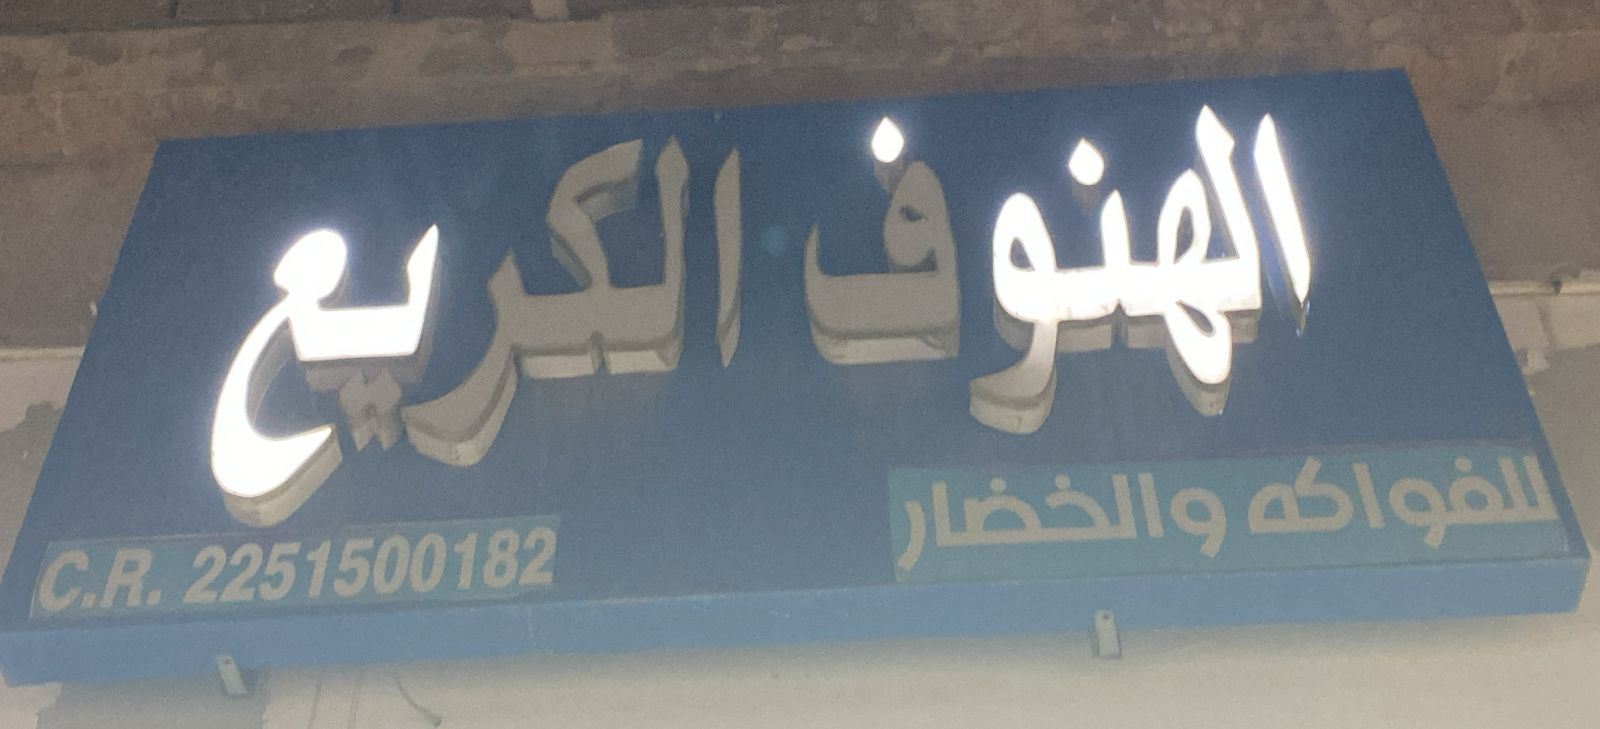 الهنوف الكريع
للفواكه والخضار
C.R. 2251500182